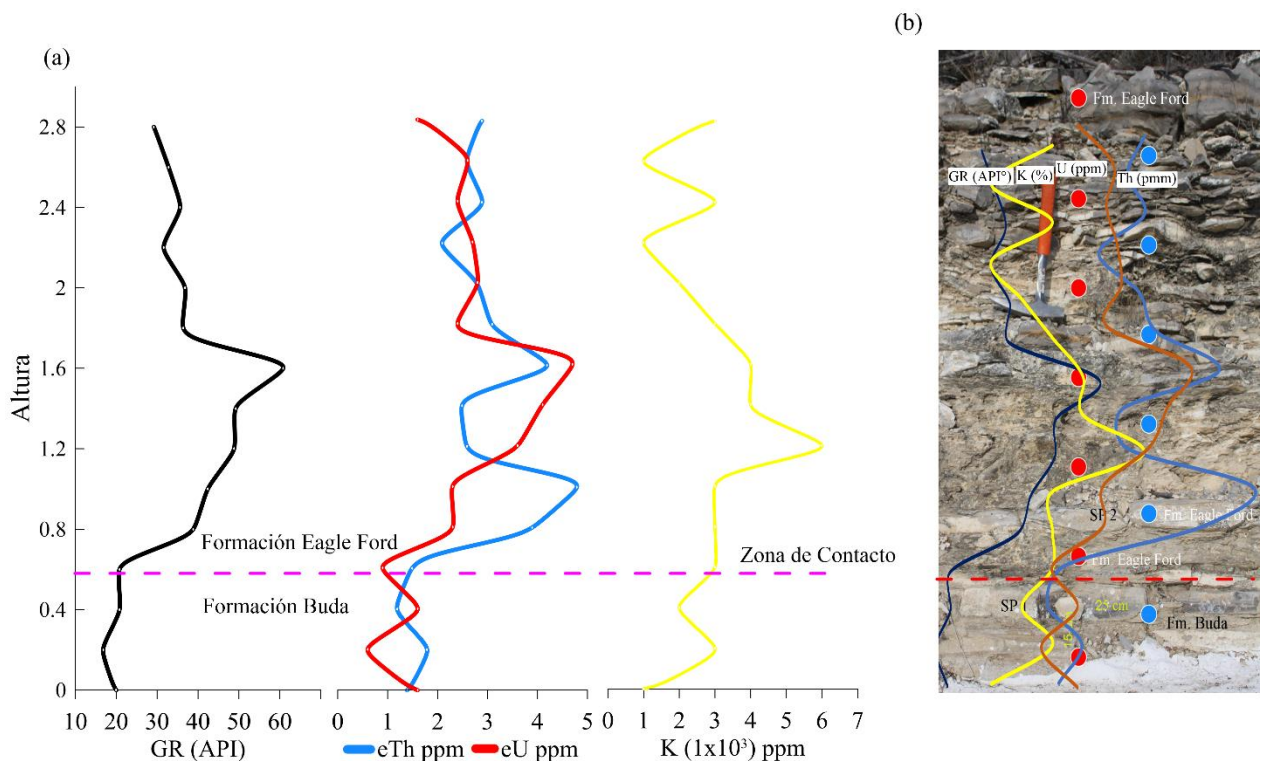 (a)
(b)
Altura
2.8
2.4
2
1.6
1.2
0.8
0.4
0
Formación Eagle Ford
Zona de Contacto
Formación Buda
10 20 30 40 50 60
GR (API)
0 1 2 3 4 5
eTh ppm eU ppm
0 1 2 3 4 5 6 7
K (1x10³) ppm
Fm. Eagle Ford
GR (API°) K (%) U (ppm) Th (pmm)
SP 2 Fm. Eagle Ford
Fm. Eagle Ford
SP
25 cm
Fm. Buda